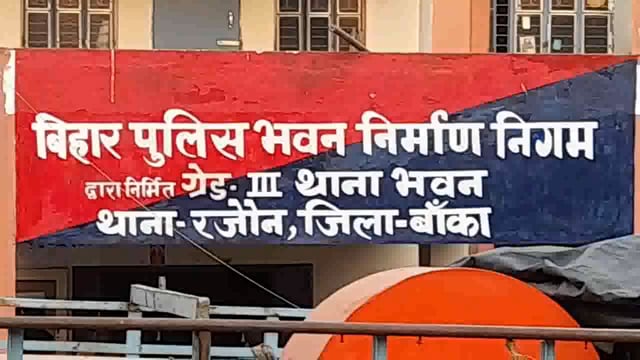 बिहार पुलिस भवन निर्माण निगम
द्वारा निर्मित ग्रेड- III थाना भवन
थाना-रजौन, जिला-बाँका